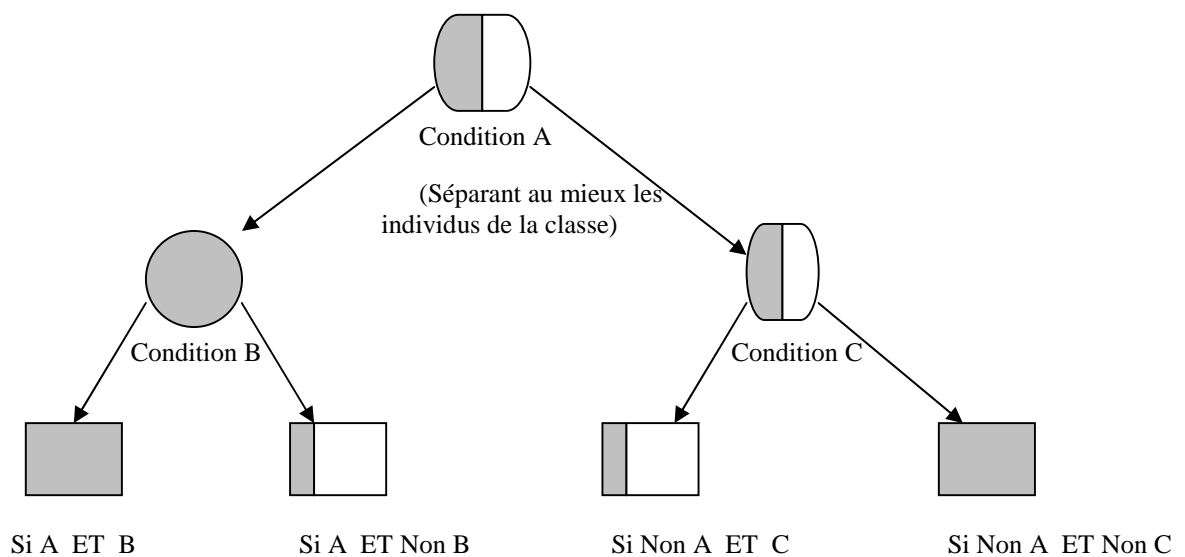 Condition A
(Séparant au mieux les
individus de la classe)
Condition B
Condition C
Si A ET B
Si A ET Non B
Si Non A ET C
Si Non A ET Non C